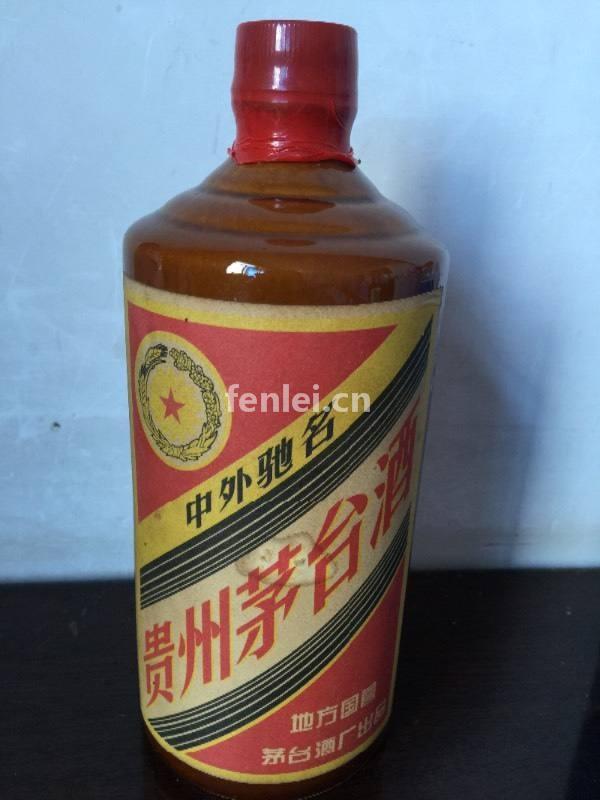 fenlei.cn
中外驰名
贵州茅台酒
地方国营
茅台酒厂出品